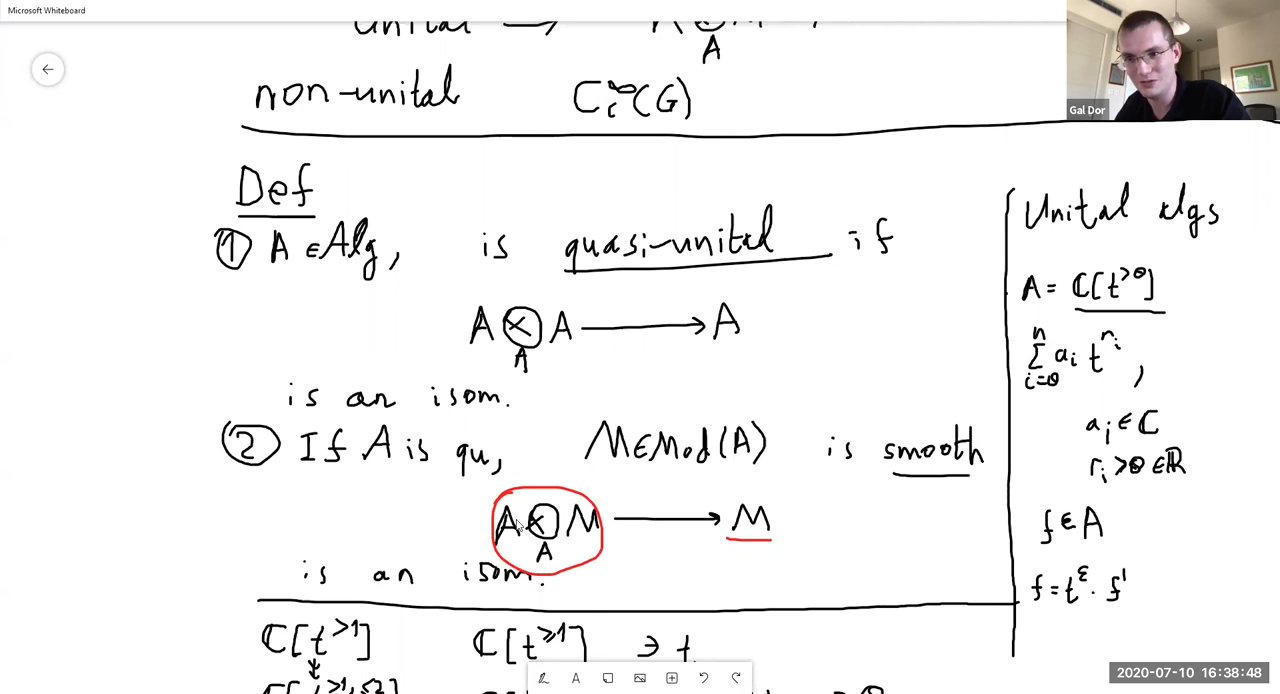 Microsoft Whiteboard
unital → A ⊗ M
A
non-unital C_c^∞(G)
Gal Dor
Def
① A ∈ Alg, is quasi-unital if
A ⊗ A → A
A
is an isom.
② If A is qu, M ∈ Mod(A) is smooth
A ⊗ M → M
A
is an isom.
ℂ[t^{>1}] ℂ[t^{≥1}] ∋ t
Unital algs
A = ℂ[t^{>0}]
∑_{i=0}^{n} a_i t^{r_i},
a_i ∈ ℂ
r_i > 0 ∈ ℝ
f ∈ A
f = t^ε · f'
2020-07-10 16:38:48